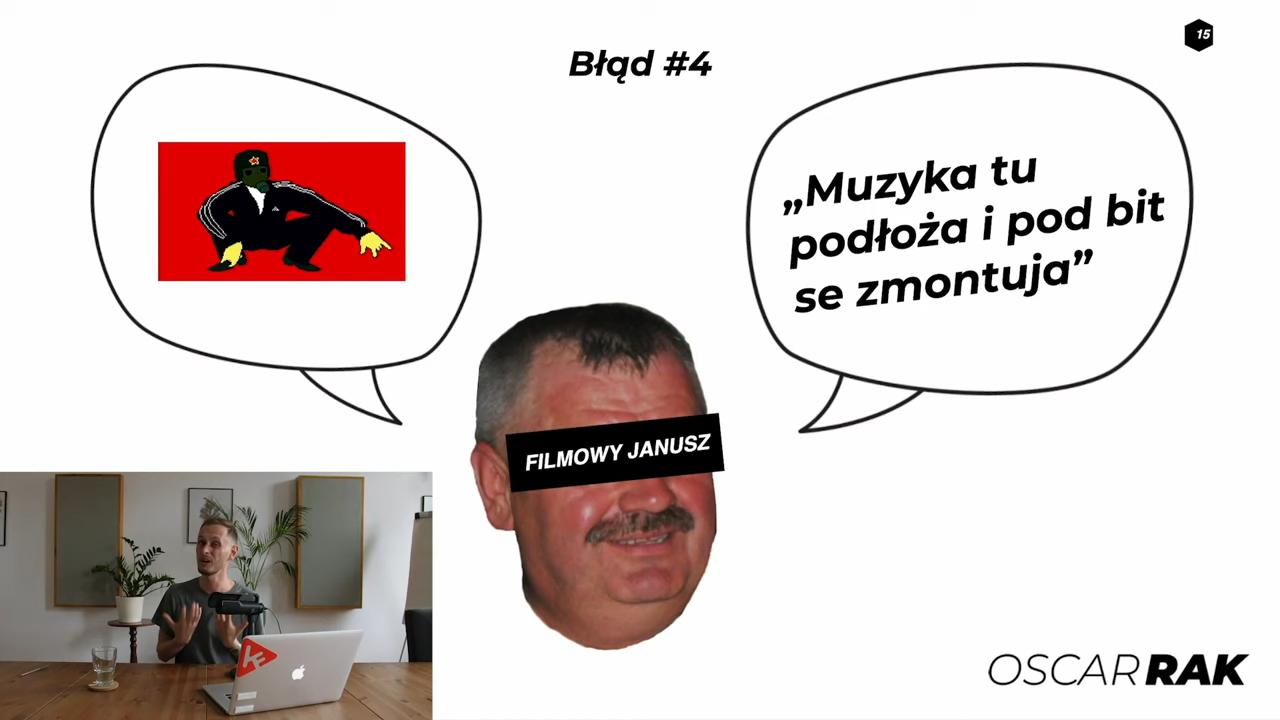 Błąd #4
15
„Muzyka tu
podłoża i pod bit
se zmontuja”
FILMOWY JANUSZ
OSCAR RAK